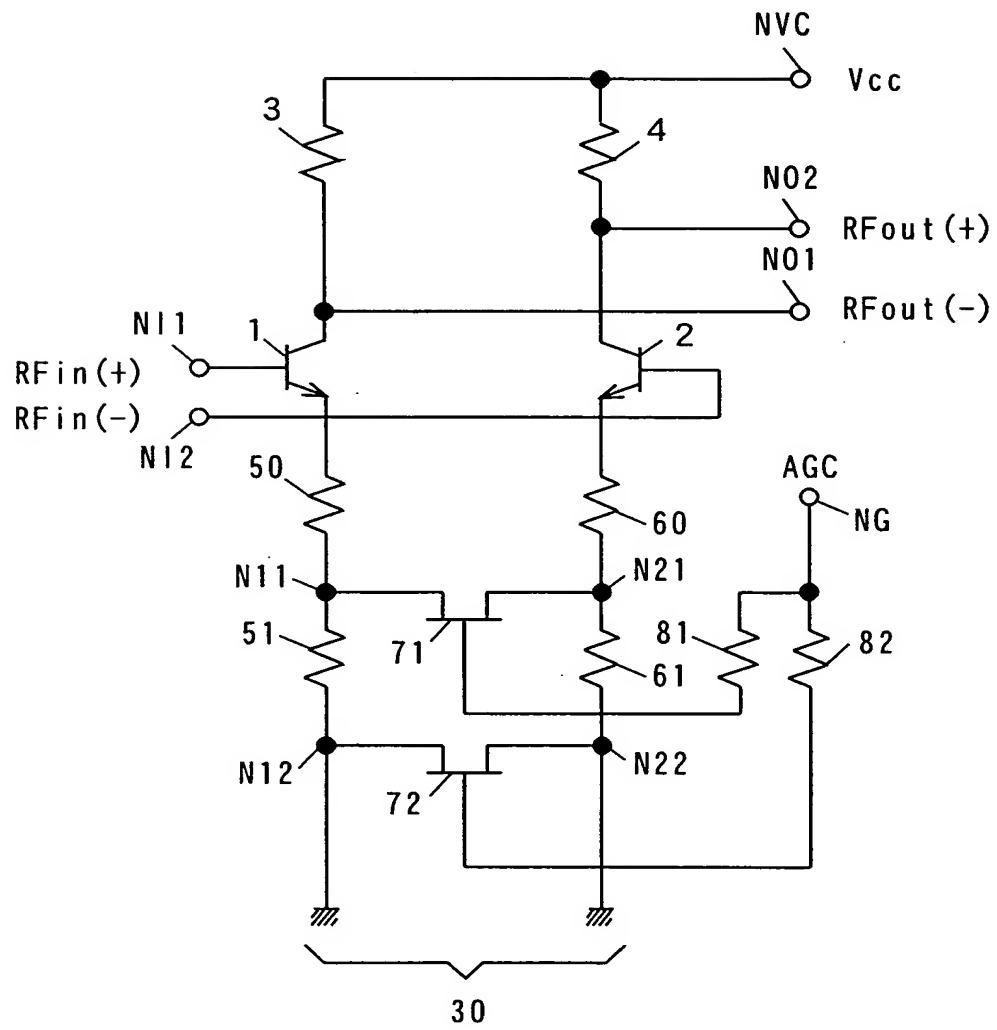 NVC
Vcc
3
4
NO2
RFout(+)
NO1
RFout(-)
NI1
1
2
RFin(+)
RFin(-)
NI2
50
60
AGC
NG
N11
N21
51
71
61
81
82
N12
72
N22
30